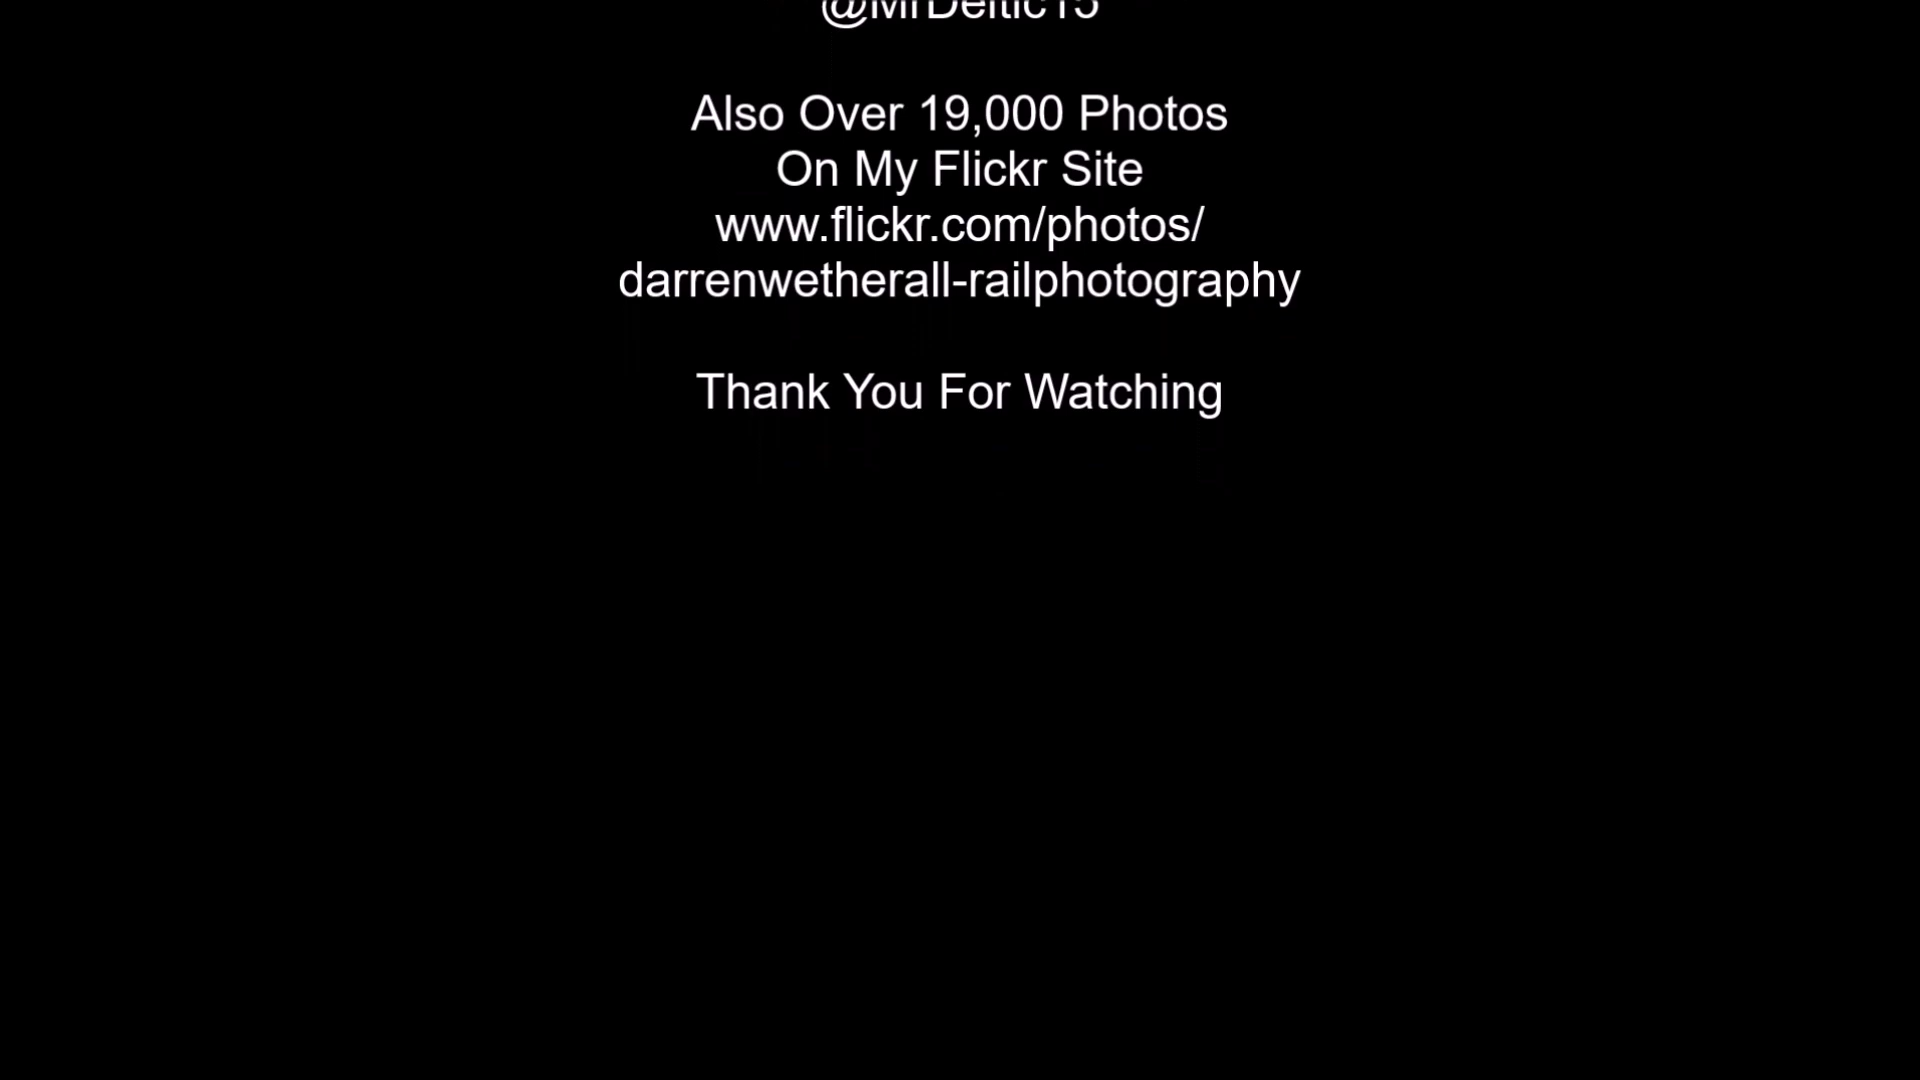 @MrDeltic15
Also Over 19,000 Photos
On My Flickr Site
www.flickr.com/photos/
darrenwetherall-railphotography
Thank You For Watching